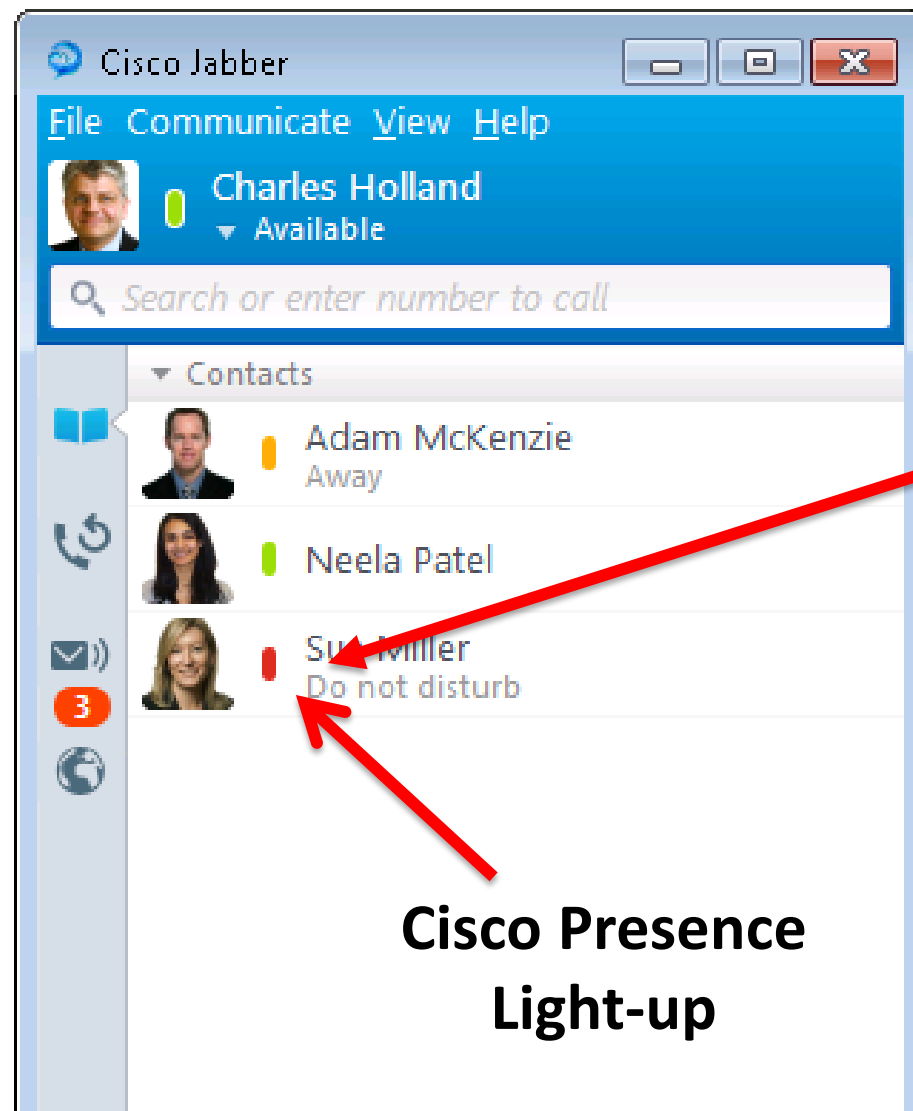 Cisco Jabber
File Communicate View Help
Charles Holland
Available
Search or enter number to call
Contacts
Adam McKenzie
Away
Neela Patel
Sue Miller
Do not disturb
3
Cisco Presence
Light-up